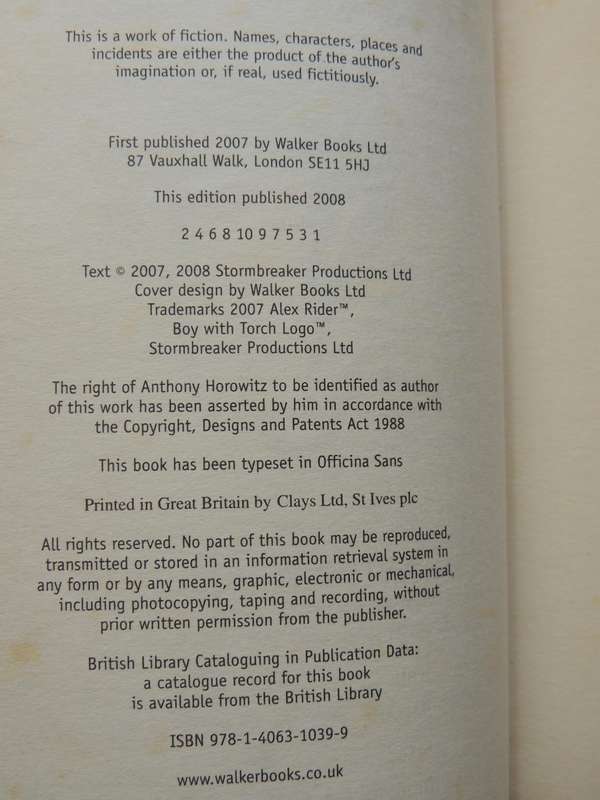 This is a work of fiction. Names, characters, places and
incidents are either the product of the author's
imagination or, if real, used fictitiously.
First published 2007 by Walker Books Ltd
87 Vauxhall Walk, London SE11 5HJ
This edition published 2008
2 4 6 8 10 9 7 5 3 1
Text © 2007, 2008 Stormbreaker Productions Ltd
Cover design by Walker Books Ltd
Trademarks 2007 Alex Rider™,
Boy with Torch Logo™,
Stormbreaker Productions Ltd
The right of Anthony Horowitz to be identified as author
of this work has been asserted by him in accordance with
the Copyright, Designs and Patents Act 1988
This book has been typeset in Officina Sans
Printed in Great Britain by Clays Ltd, St Ives plc
All rights reserved. No part of this book may be reproduced,
transmitted or stored in an information retrieval system in
any form or by any means, graphic, electronic or mechanical,
including photocopying, taping and recording, without
prior written permission from the publisher.
British Library Cataloguing in Publication Data:
a catalogue record for this book
is available from the British Library
ISBN 978-1-4063-1039-9
www.walkerbooks.co.uk